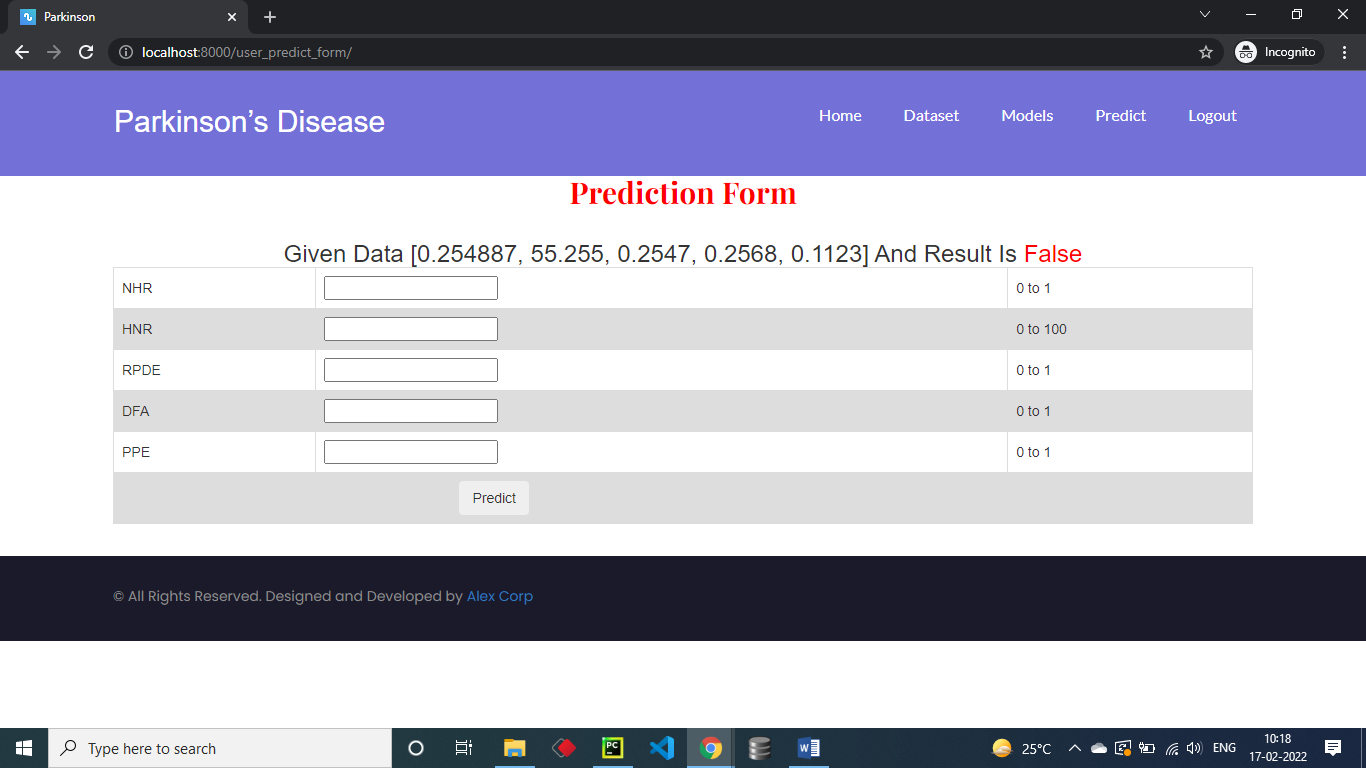 Parkinson
localhost:8000/user_predict_form/
Incognito
Parkinson's Disease
Home Dataset Models Predict Logout
Prediction Form
Given Data [0.254887, 55.255, 0.2547, 0.2568, 0.1123] And Result Is False
NHR 0 to 1
HNR 0 to 100
RPDE 0 to 1
DFA 0 to 1
PPE 0 to 1
Predict
© All Rights Reserved. Designed and Developed by Alex Corp
Type here to search
PC
W
25°C
ENG
10:18
17-02-2022